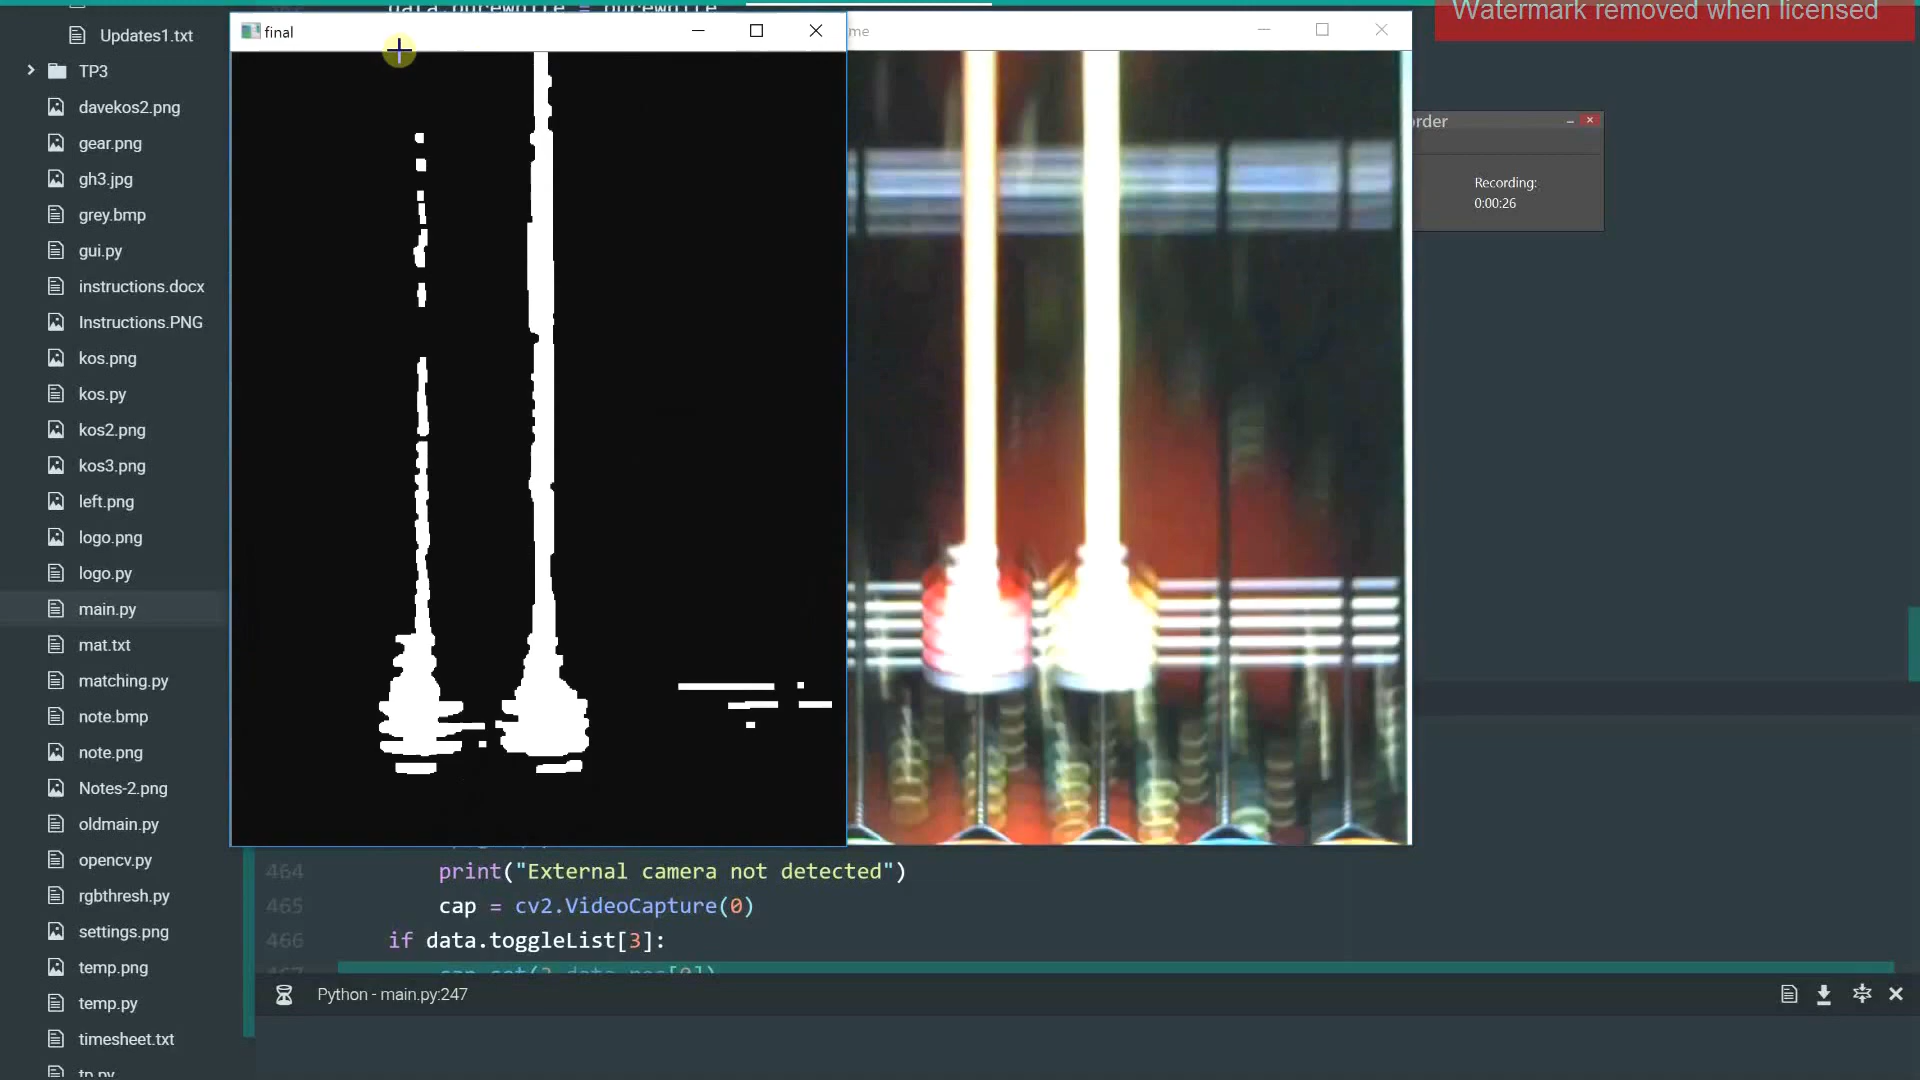 Watermark removed when licensed
Updates1.txt
final
me
TP3
davekos2.png
rder
gear.png
gh3.jpg
Recording:
0:00:26
grey.bmp
gui.py
instructions.docx
Instructions.PNG
kos.png
kos.py
kos2.png
kos3.png
left.png
logo.png
logo.py
main.py
mat.txt
matching.py
note.bmp
note.png
Notes-2.png
oldmain.py
opencv.py
464 print("External camera not detected")
rgbthresh.py
465 cap = cv2.VideoCapture(0)
settings.png
466 if data.toggleList[3]:
temp.png
Python - main.py:247
temp.py
timesheet.txt
tp.py